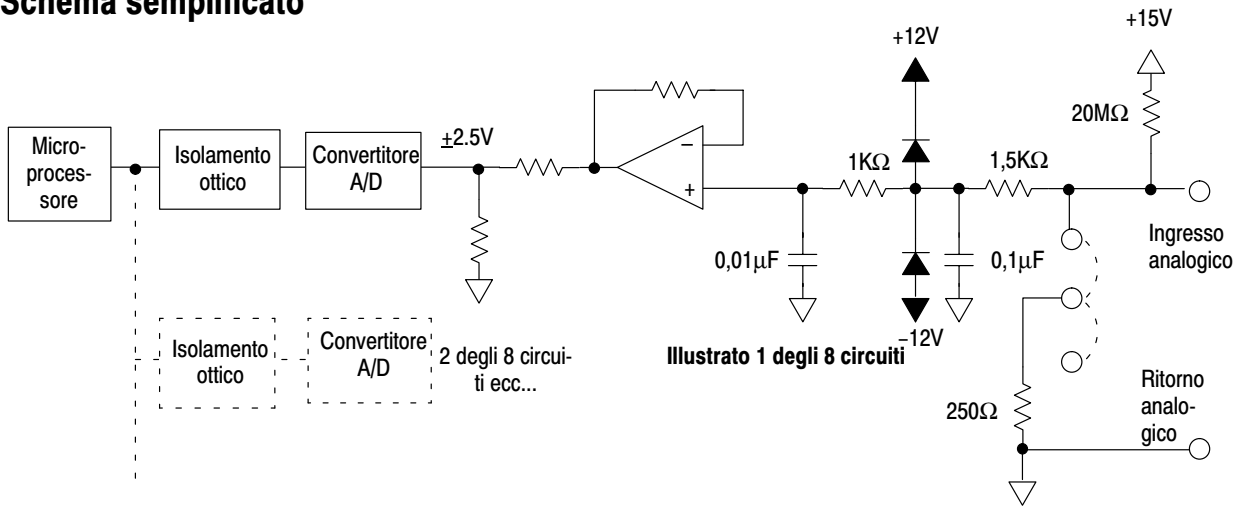 Schema semplificato
+15V
+12V
20MΩ
Micro-
proces-
sore
Isolamento
ottico
Convertitore
A/D
±2.5V
−
+
1KΩ
1,5KΩ
0,01µF
0,1µF
Ingresso
analogico
−12V
Isolamento
ottico
Convertitore
A/D
2 degli 8 circui-
ti ecc...
Illustrato 1 degli 8 circuiti
250Ω
Ritorno
analo-
gico